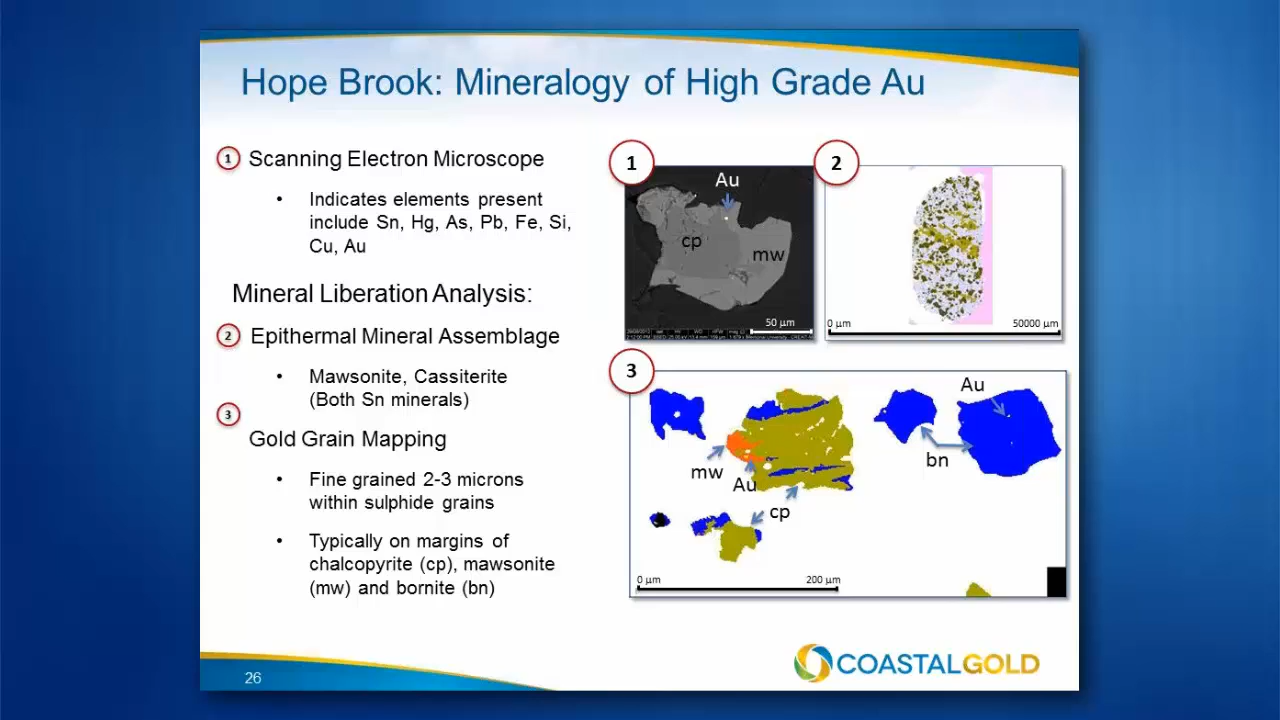 Hope Brook: Mineralogy of High Grade Au
1 Scanning Electron Microscope
• Indicates elements present
include Sn, Hg, As, Pb, Fe, Si,
Cu, Au
Mineral Liberation Analysis:
2 Epithermal Mineral Assemblage
• Mawsonite, Cassiterite
(Both Sn minerals)
3
Gold Grain Mapping
• Fine grained 2-3 microns
within sulphide grains
• Typically on margins of
chalcopyrite (cp), mawsonite
(mw) and bornite (bn)
1
Au
cp
mw
50 µm
2
0 µm
50000 µm
3
Au
bn
mw
Au
cp
0 µm
200 µm
26
COASTALGOLD